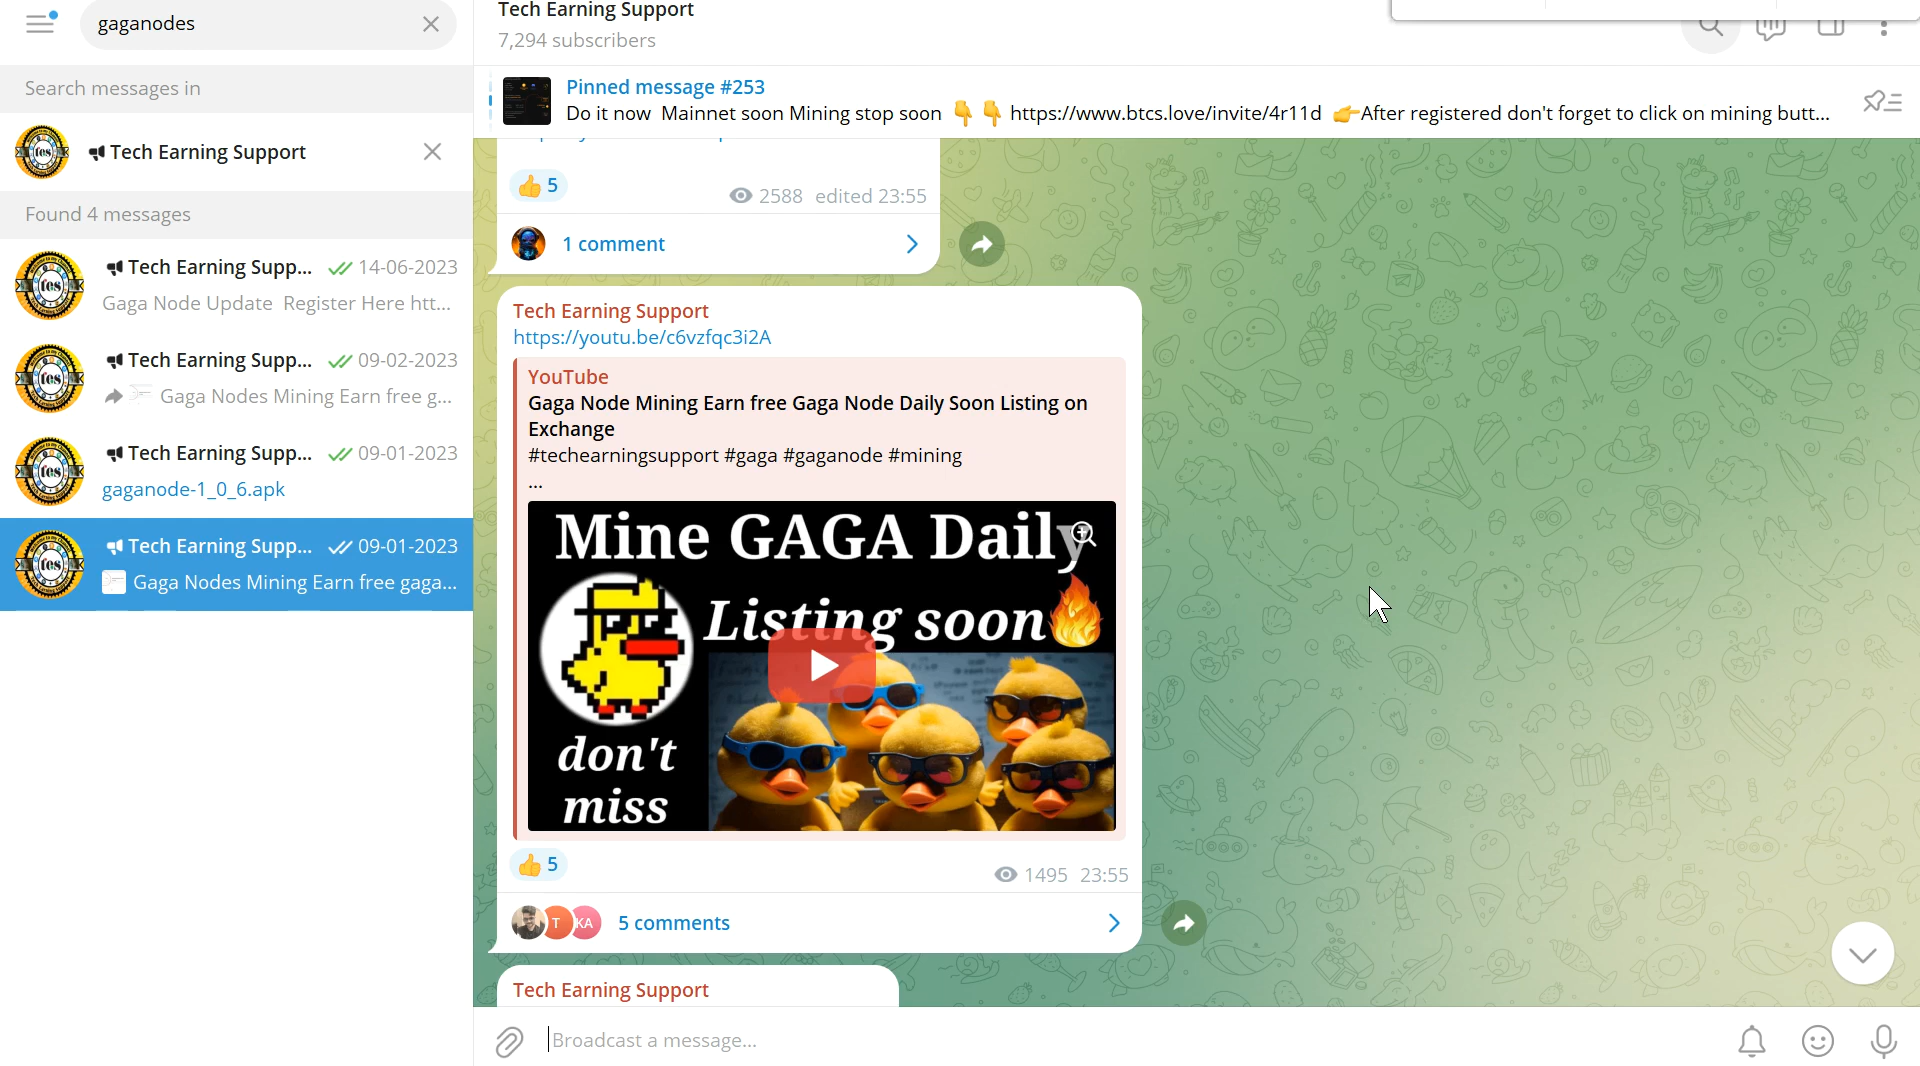 gaganodes
Search messages in
Tech Earning Support
Found 4 messages
Tech Earning Supp... 14-06-2023
Gaga Node Update Register Here htt...
Tech Earning Supp... 09-02-2023
Gaga Nodes Mining Earn free g...
Tech Earning Supp... 09-01-2023
gaganode-1_0_6.apk
Tech Earning Supp... 09-01-2023
Gaga Nodes Mining Earn free gaga...
Tech Earning Support
7,294 subscribers
Pinned message #253
Do it now Mainnet soon Mining stop soon 👇👇 https://www.btcs.love/invite/4r11d 👉After registered don't forget to click on mining butt...
👍 5
2588 edited 23:55
1 comment
Tech Earning Support
https://youtu.be/c6vzfqc3i2A
YouTube
Gaga Node Mining Earn free Gaga Node Daily Soon Listing on
Exchange
#techearningsupport #gaga #gaganode #mining
...
Mine GAGA Daily
Listing soon🔥
don't
miss
👍 5
1495 23:55
T KA
5 comments
Tech Earning Support
Broadcast a message...